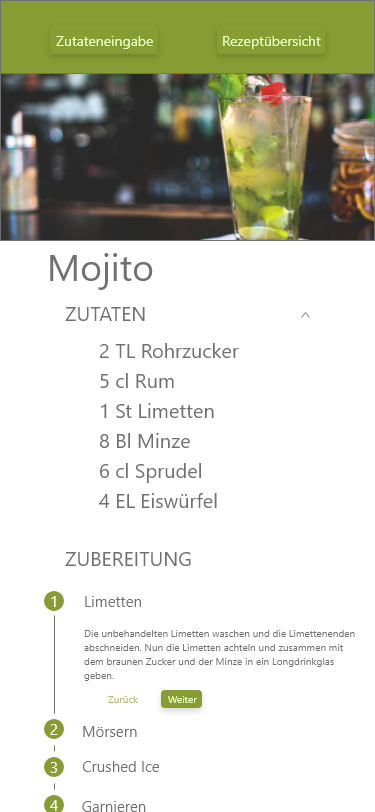 Zutateneingabe Rezeptübersicht
Mojito
ZUTATEN
2 TL Rohrzucker
5 cl Rum
1 St Limetten
8 Bl Minze
6 cl Sprudel
4 EL Eiswürfel
ZUBEREITUNG
1 Limetten
Die unbehandelten Limetten waschen und die Limettenenden
abschneiden. Nun die Limetten achteln und zusammen mit
dem braunen Zucker und der Minze in ein Longdrinkglas
geben.
Zurück Weiter
2 Mörsern
3 Crushed Ice
4 Garnieren